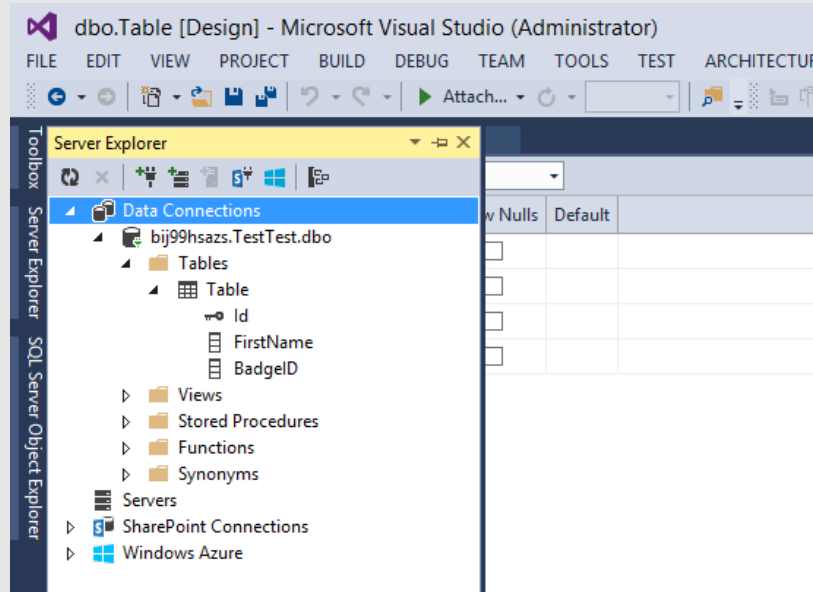 dbo.Table [Design] - Microsoft Visual Studio (Administrator)
FILE EDIT VIEW PROJECT BUILD DEBUG TEAM TOOLS TEST ARCHITECTUR
Attach...
Toolbox
Server Explorer
SQL Server Object Explorer
Server Explorer
Data Connections
bij99hsazs.TestTest.dbo
Tables
Table
Id
FirstName
BadgeID
Views
Stored Procedures
Functions
Synonyms
Servers
SharePoint Connections
Windows Azure
w Nulls Default